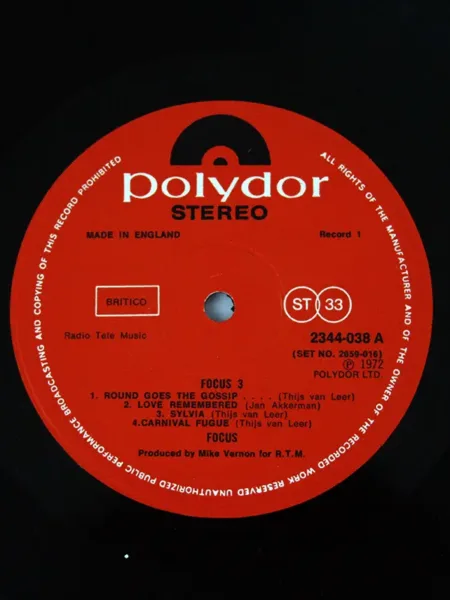 polydor
STEREO
MADE IN ENGLAND
Record 1
BRITICO
ST 33
Radio Tele Music
2344-038 A
(SET NO. 2659-016)
Ⓟ 1972
POLYDOR LTD.
FOCUS 3
1. ROUND GOES THE GOSSIP . . . . (Thijs van Leer)
2. LOVE REMEMBERED (Jan Akkerman)
3. SYLVIA (Thijs van Leer)
4.CARNIVAL FUGUE (Thijs van Leer)
FOCUS
Produced by Mike Vernon for R.T.M.
ALL RIGHTS OF THE MANUFACTURER AND OF THE OWNER OF THE RECORDED WORK RESERVED UNAUTHORIZED PUBLIC PERFORMANCE BROADCASTING AND COPYING OF THIS RECORD PROHIBITED